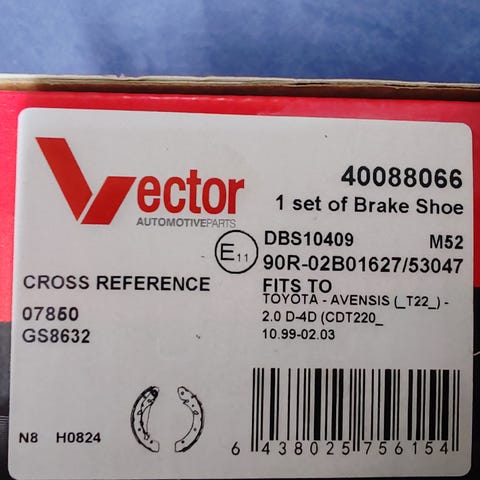 Vector
AUTOMOTIVEPARTS
40088066
1 set of Brake Shoe
E11
DBS10409 M52
90R-02B01627/53047
CROSS REFERENCE
07850
GS8632
FITS TO
TOYOTA - AVENSIS (_T22_) -
2.0 D-4D (CDT220_
10.99-02.03
N8 H0824
6 438025 756154